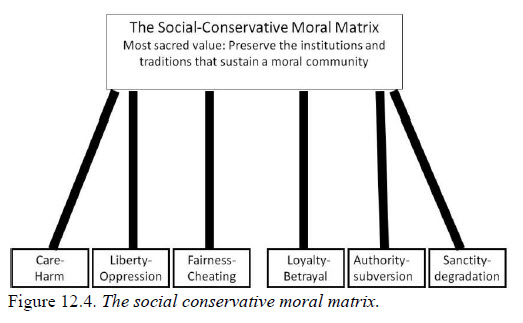 The Social-Conservative Moral Matrix
Most sacred value: Preserve the institutions and
traditions that sustain a moral community
Care-
Harm
Liberty-
Oppression
Fairness-
Cheating
Loyalty-
Betrayal
Authority-
subversion
Sanctity-
degradation
Figure 12.4. The social conservative moral matrix.